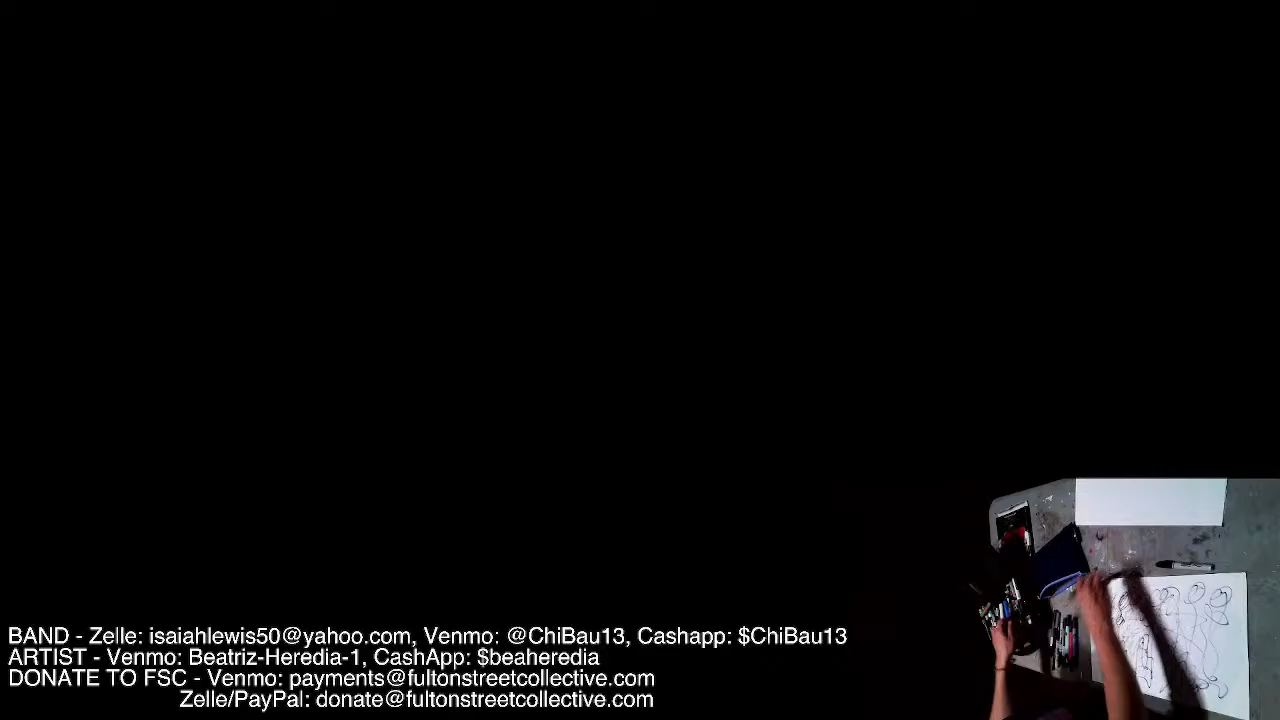 BAND - Zelle: isaiahlewis50@yahoo.com, Venmo: @ChiBau13, Cashapp: $ChiBau13
ARTIST - Venmo: Beatriz-Heredia-1, CashApp: $beaheredia
DONATE TO FSC - Venmo: payments@fultonstreetcollective.com
Zelle/PayPal: donate@fultonstreetcollective.com